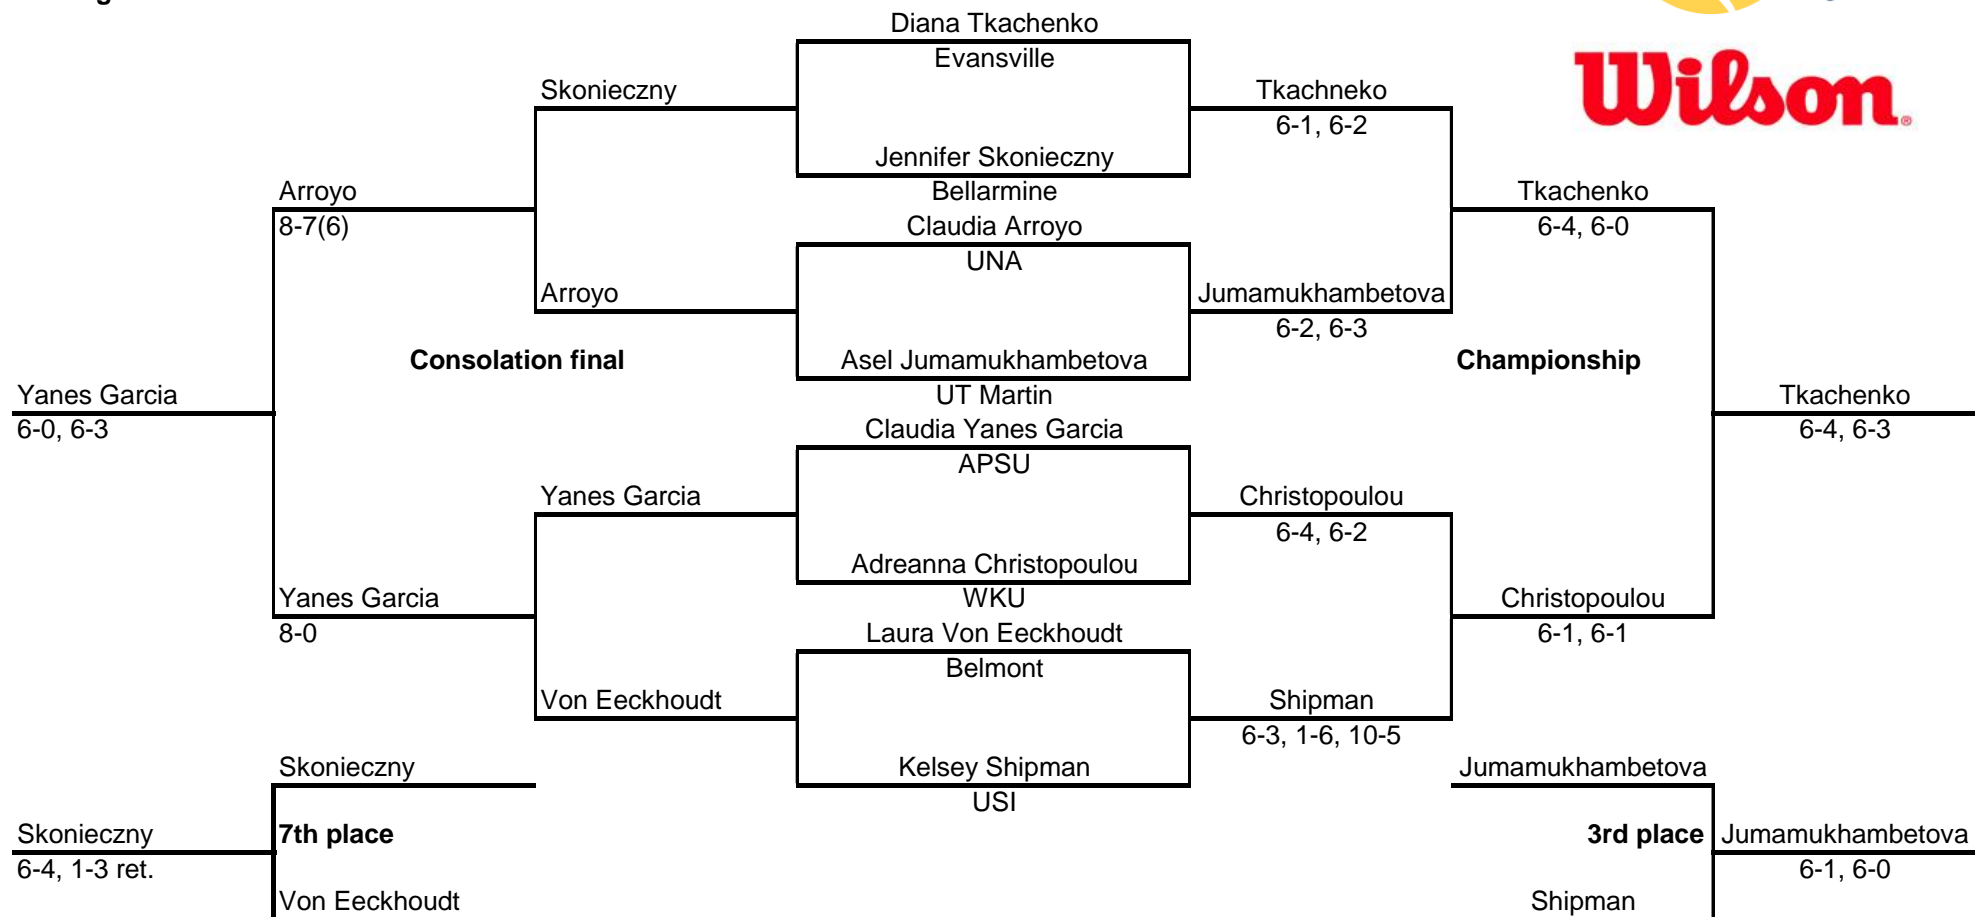 Diana Tkachenko
Evansville
Skonieczny
Tkachneko
6-1, 6-2
Wilson®
Jennifer Skonieczny
Bellarmine
Arroyo
8-7(6)
Tkachenko
6-4, 6-0
Claudia Arroyo
UNA
Arroyo
Jumamukhambetova
6-2, 6-3
Consolation final
Asel Jumamukhambetova
Championship
UT Martin
Yanes Garcia
6-0, 6-3
Tkachenko
6-4, 6-3
Claudia Yanes Garcia
APSU
Yanes Garcia
Christopoulou
6-4, 6-2
Adreanna Christopoulou
WKU
Yanes Garcia
8-0
Christopoulou
6-1, 6-1
Laura Von Eeckhoudt
Belmont
Von Eeckhoudt
Shipman
6-3, 1-6, 10-5
Skonieczny
Kelsey Shipman
USI
Jumamukhambetova
Skonieczny
6-4, 1-3 ret.
7th place
3rd place
Jumamukhambetova
6-1, 6-0
Von Eeckhoudt
Shipman